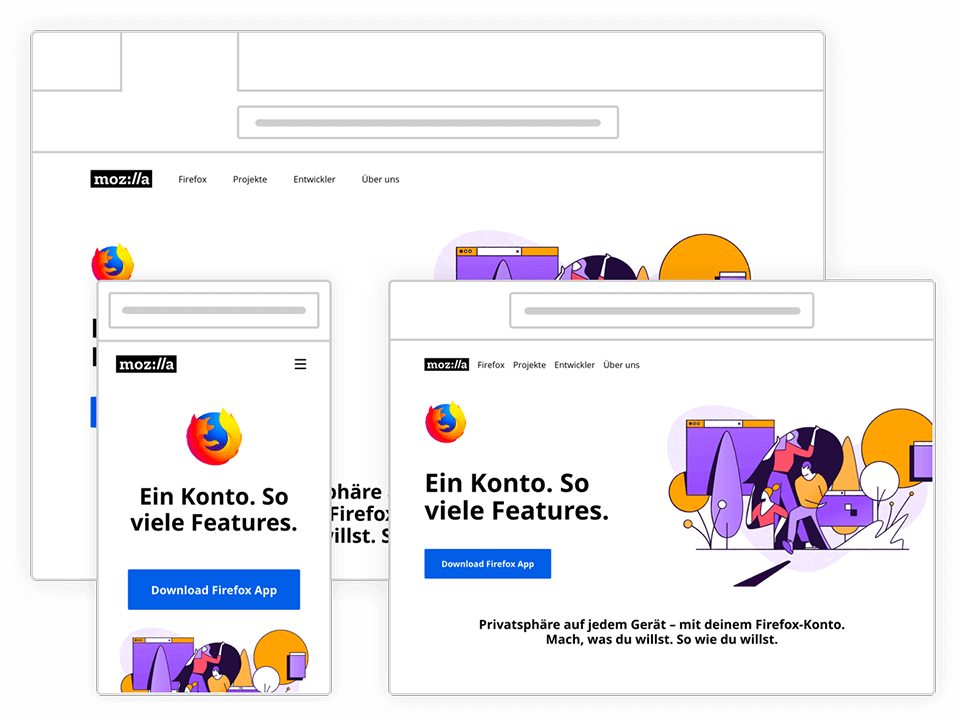 moz://a
Firefox Projekte Entwickler Über uns
moz://a
Ein Konto. So
viele Features.
Download Firefox App
phäre
Firefox
willst. S
moz://a Firefox Projekte Entwickler Über uns
Ein Konto. So
viele Features.
Download Firefox App
Privatsphäre auf jedem Gerät – mit deinem Firefox-Konto.
Mach, was du willst. So wie du willst.